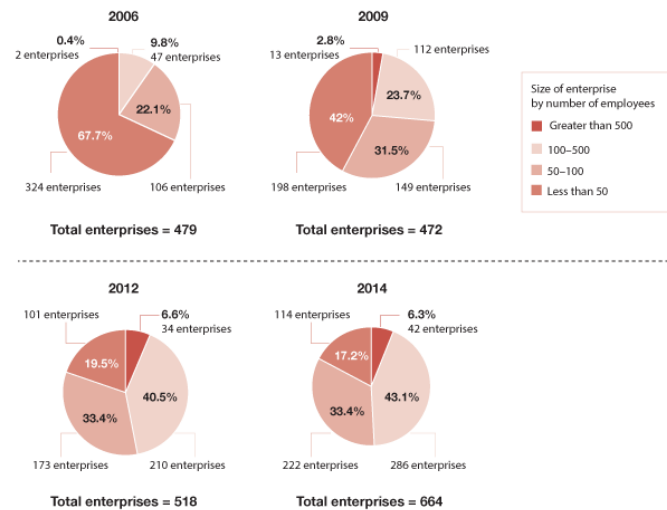 2006
0.4%
2 enterprises
9.8%
47 enterprises
22.1%
67.7%
324 enterprises
106 enterprises
Total enterprises = 479
2009
2.8%
13 enterprises
112 enterprises
23.7%
42%
31.5%
198 enterprises
149 enterprises
Total enterprises = 472
Size of enterprise
by number of employees
Greater than 500
100–500
50–100
Less than 50
2012
101 enterprises
6.6%
34 enterprises
19.5%
40.5%
33.4%
173 enterprises
210 enterprises
Total enterprises = 518
2014
114 enterprises
6.3%
42 enterprises
17.2%
43.1%
33.4%
222 enterprises
286 enterprises
Total enterprises = 664